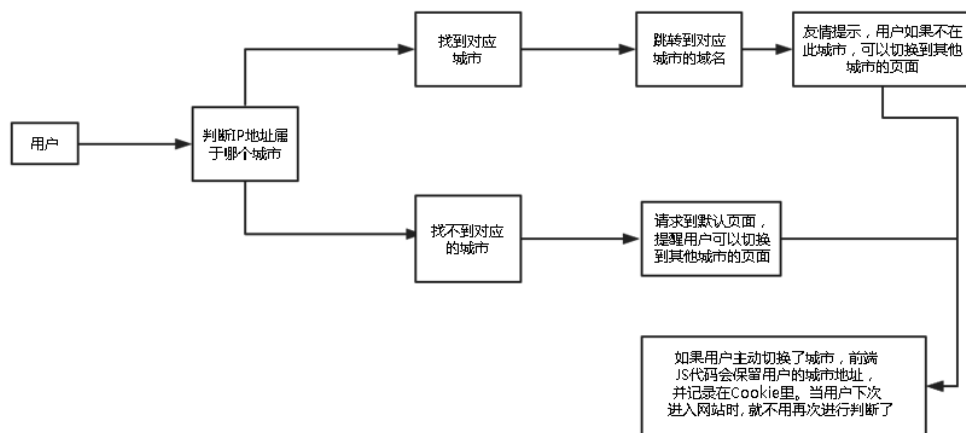 用户
判断IP地址属
于哪个城市
找到对应
城市
跳转到对应
城市的域名
友情提示，用户如果不在
此城市，可以切换到其他
城市的页面
找不到对应
的城市
请求到默认页面，
提醒用户可以切换
到其他城市的页面
如果用户主动切换了城市，前端
JS代码会保留用户的城市地址，
并记录在Cookie里。当用户下次
进入网站时，就不用再次进行判断了